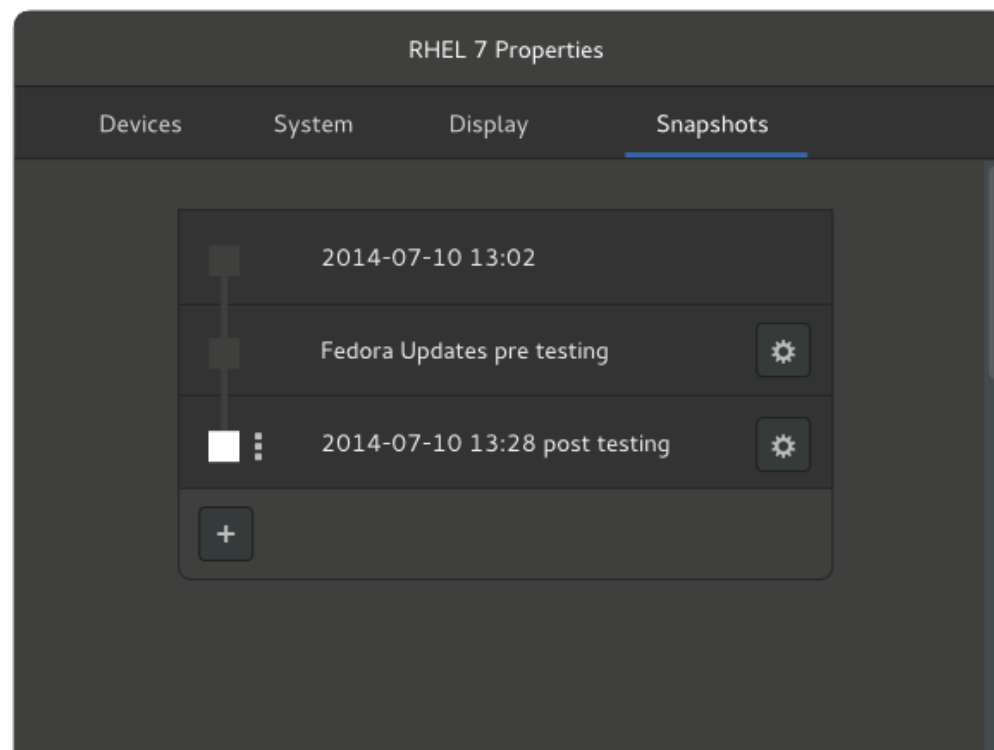 RHEL 7 Properties
Devices System Display Snapshots
2014-07-10 13:02
Fedora Updates pre testing
2014-07-10 13:28 post testing
+